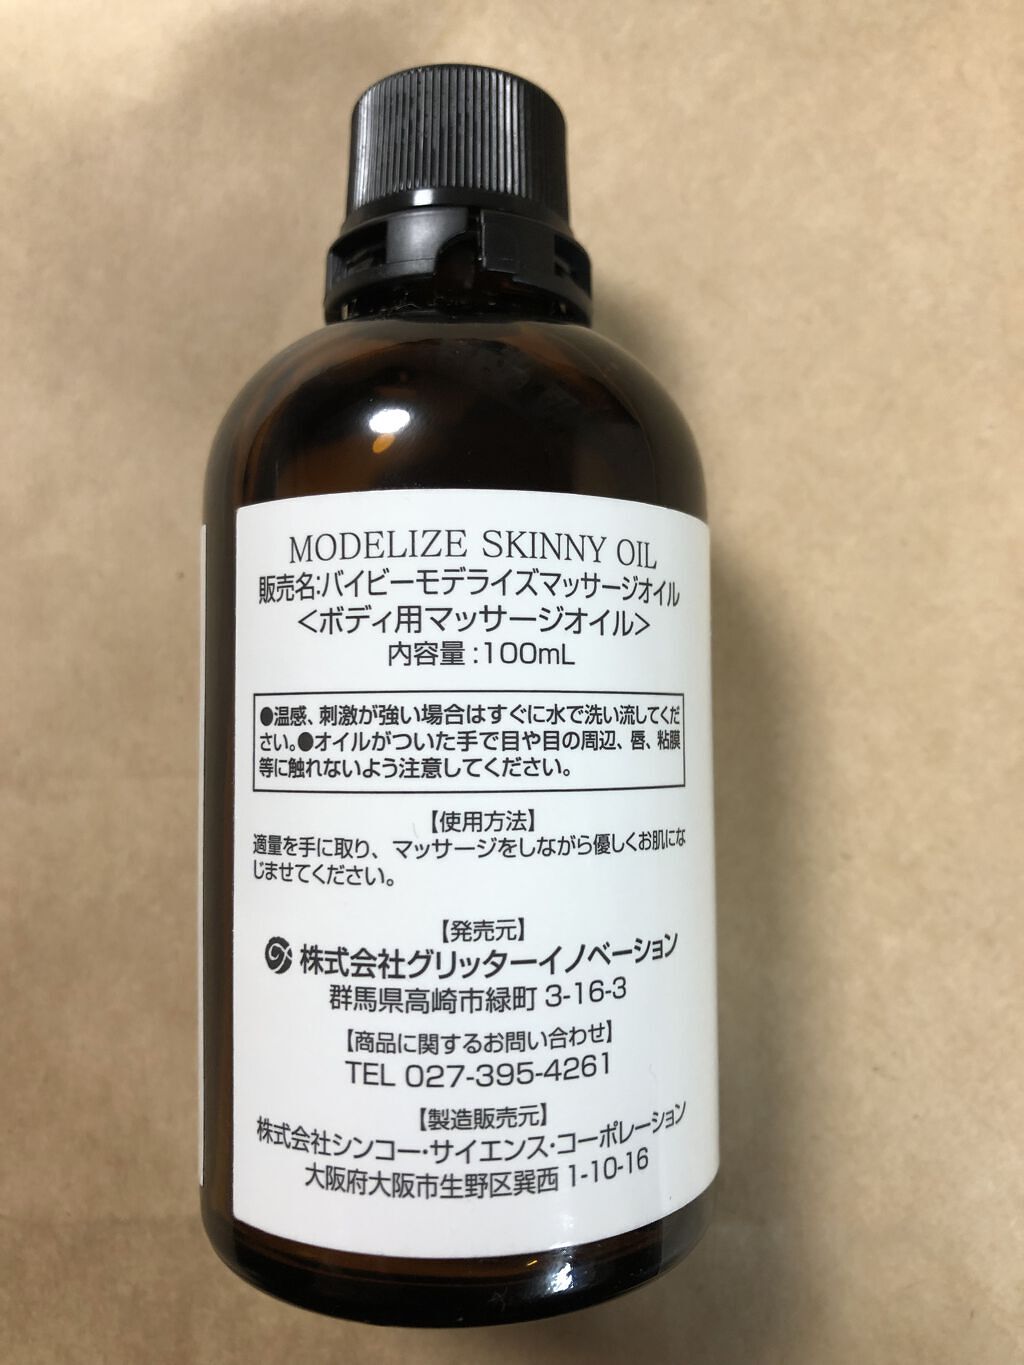 MODELIZE SKINNY OIL
販売名:バイビーモデライズマッサージオイル
<ボディ用マッサージオイル>
内容量:100mL
●温感、刺激が強い場合はすぐに水で洗い流してくだ
さい。●オイルがついた手で目や目の周辺、唇、粘膜
等に触れないよう注意してください。
【使用方法】
適量を手に取り、マッサージをしながら優しくお肌にな
じませてください。
【発売元】
株式会社グリッターイノベーション
群馬県高崎市緑町 3-16-3
【商品に関するお問い合わせ】
TEL 027-395-4261
【製造販売元】
株式会社シンコー・サイエンス・コーポレーション
大阪府大阪市生野区巽西 1-10-16